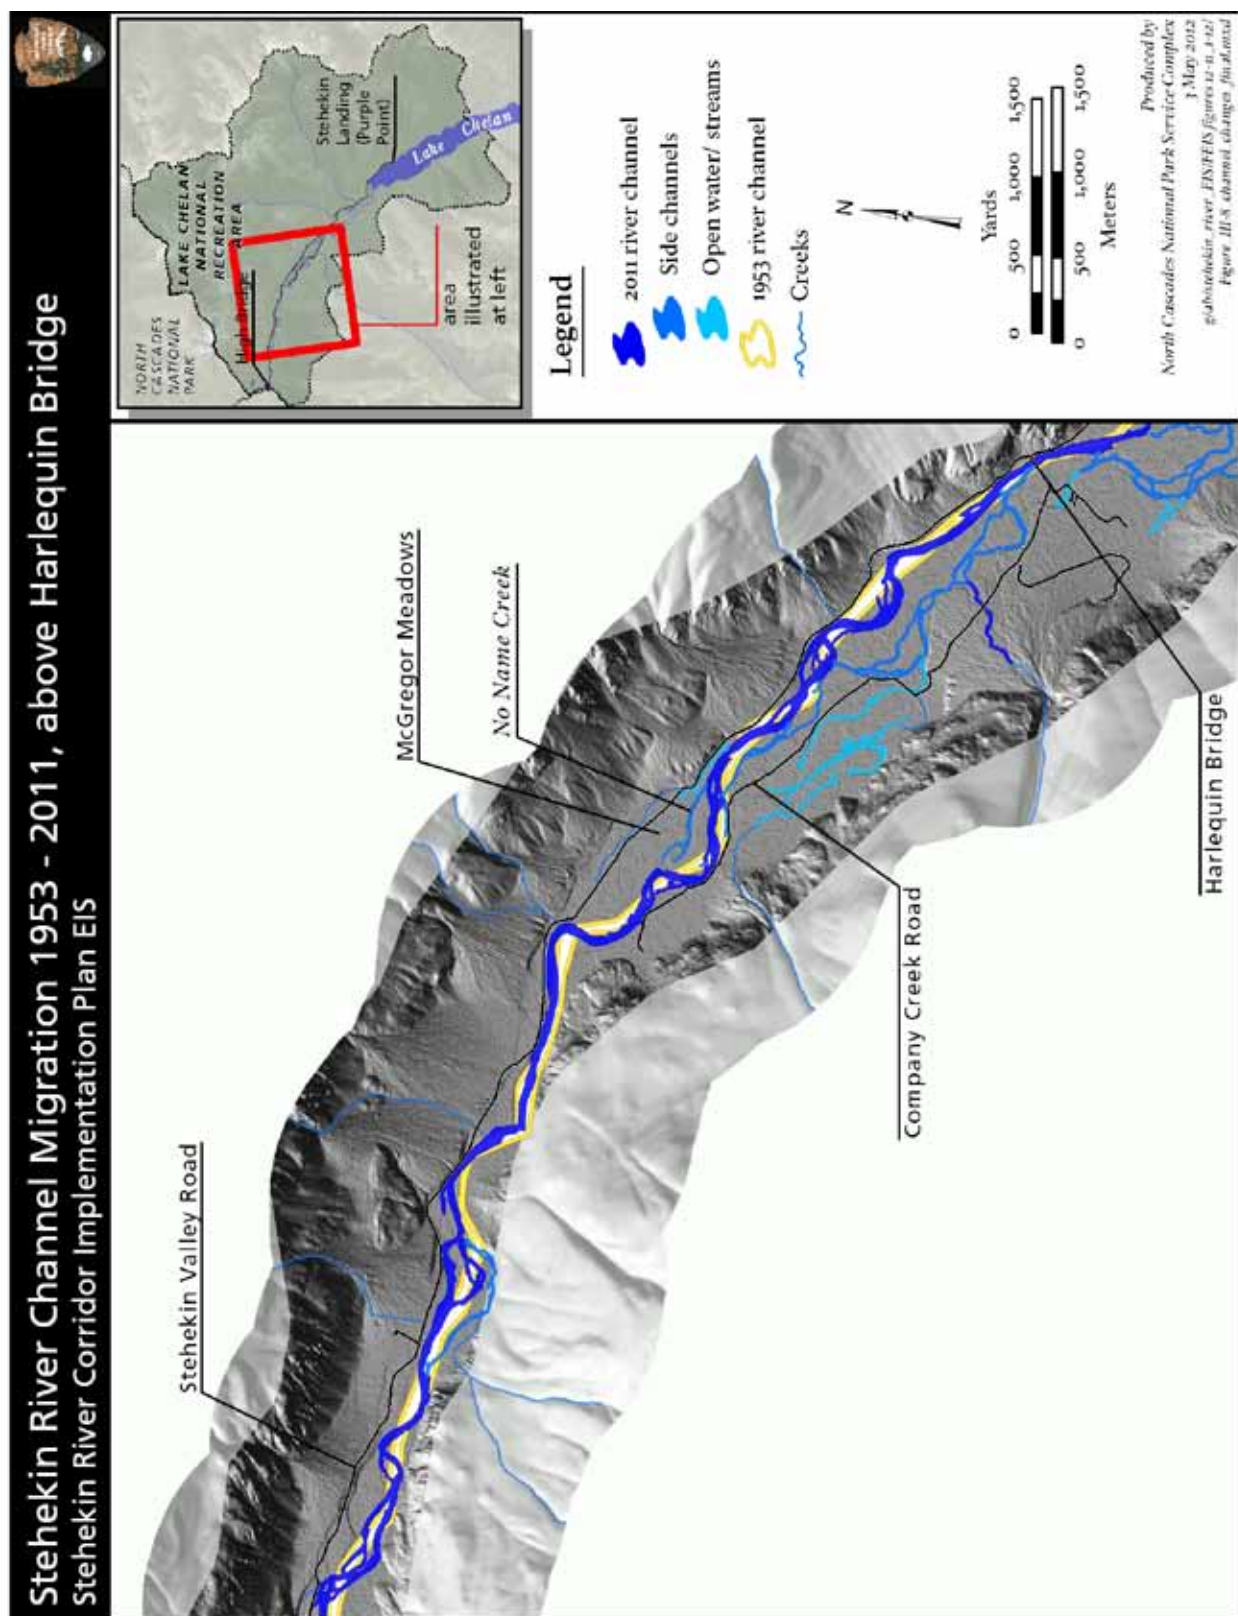 Stehekin River Channel Migration 1953 - 2011, above Harlequin Bridge
Stehekin River Corridor Implementation Plan EIS
Stehekin Valley Road
McGregor Meadows
No Name Creek
Company Creek Road
Harlequin Bridge
NORTH
CASCADES
NATIONAL
PARK
LAKE CHELAN
NATIONAL
RECREATION
AREA
High Bridge
Stehekin
Landing
(Purple
Point)
Lake Chelan
area
illustrated
at left
Legend
2011 river channel
Side channels
Open water/ streams
1953 river channel
Creeks
N
Yards
0 500 1,000 1,500
0 500 1,000 1,500
Meters
Produced by
North Cascades National Park Service Complex
3 May 2012